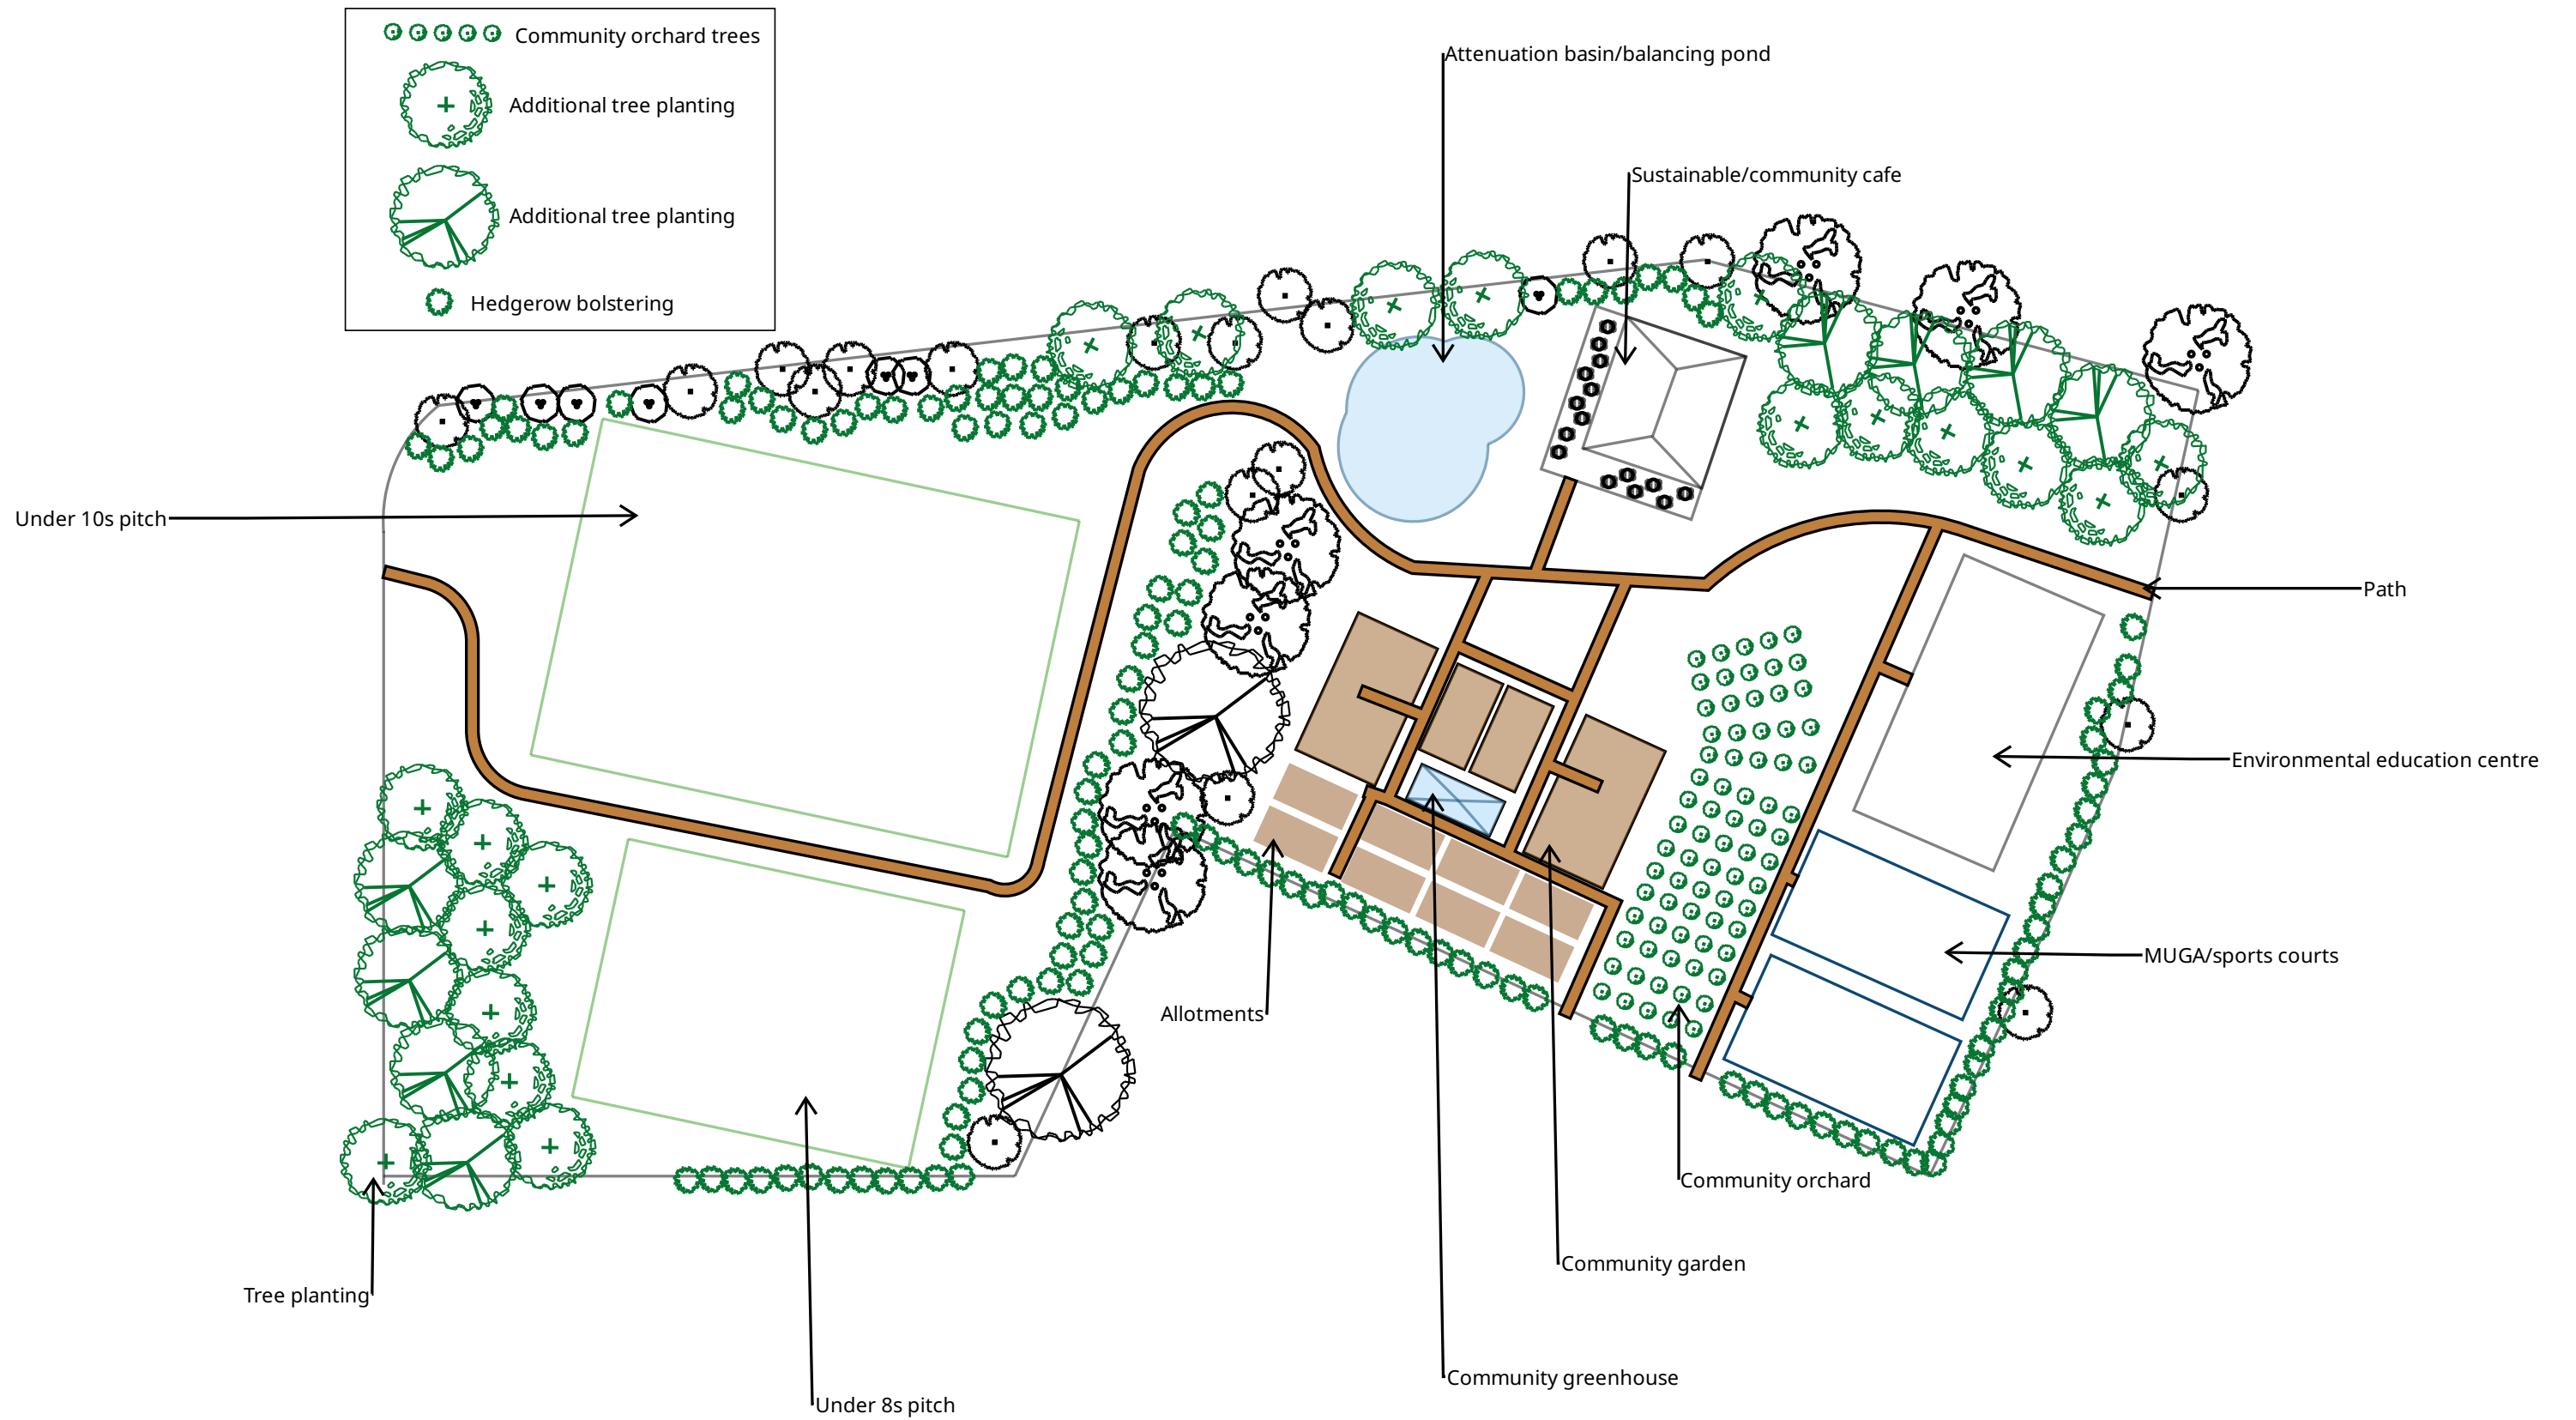 Community orchard trees
Additional tree planting
Additional tree planting
Hedgerow bolstering
Attenuation basin/balancing pond
Sustainable/community cafe
Under 10s pitch
Path
Environmental education centre
MUGA/sports courts
Allotments
Community orchard
Community garden
Tree planting
Community greenhouse
Under 8s pitch